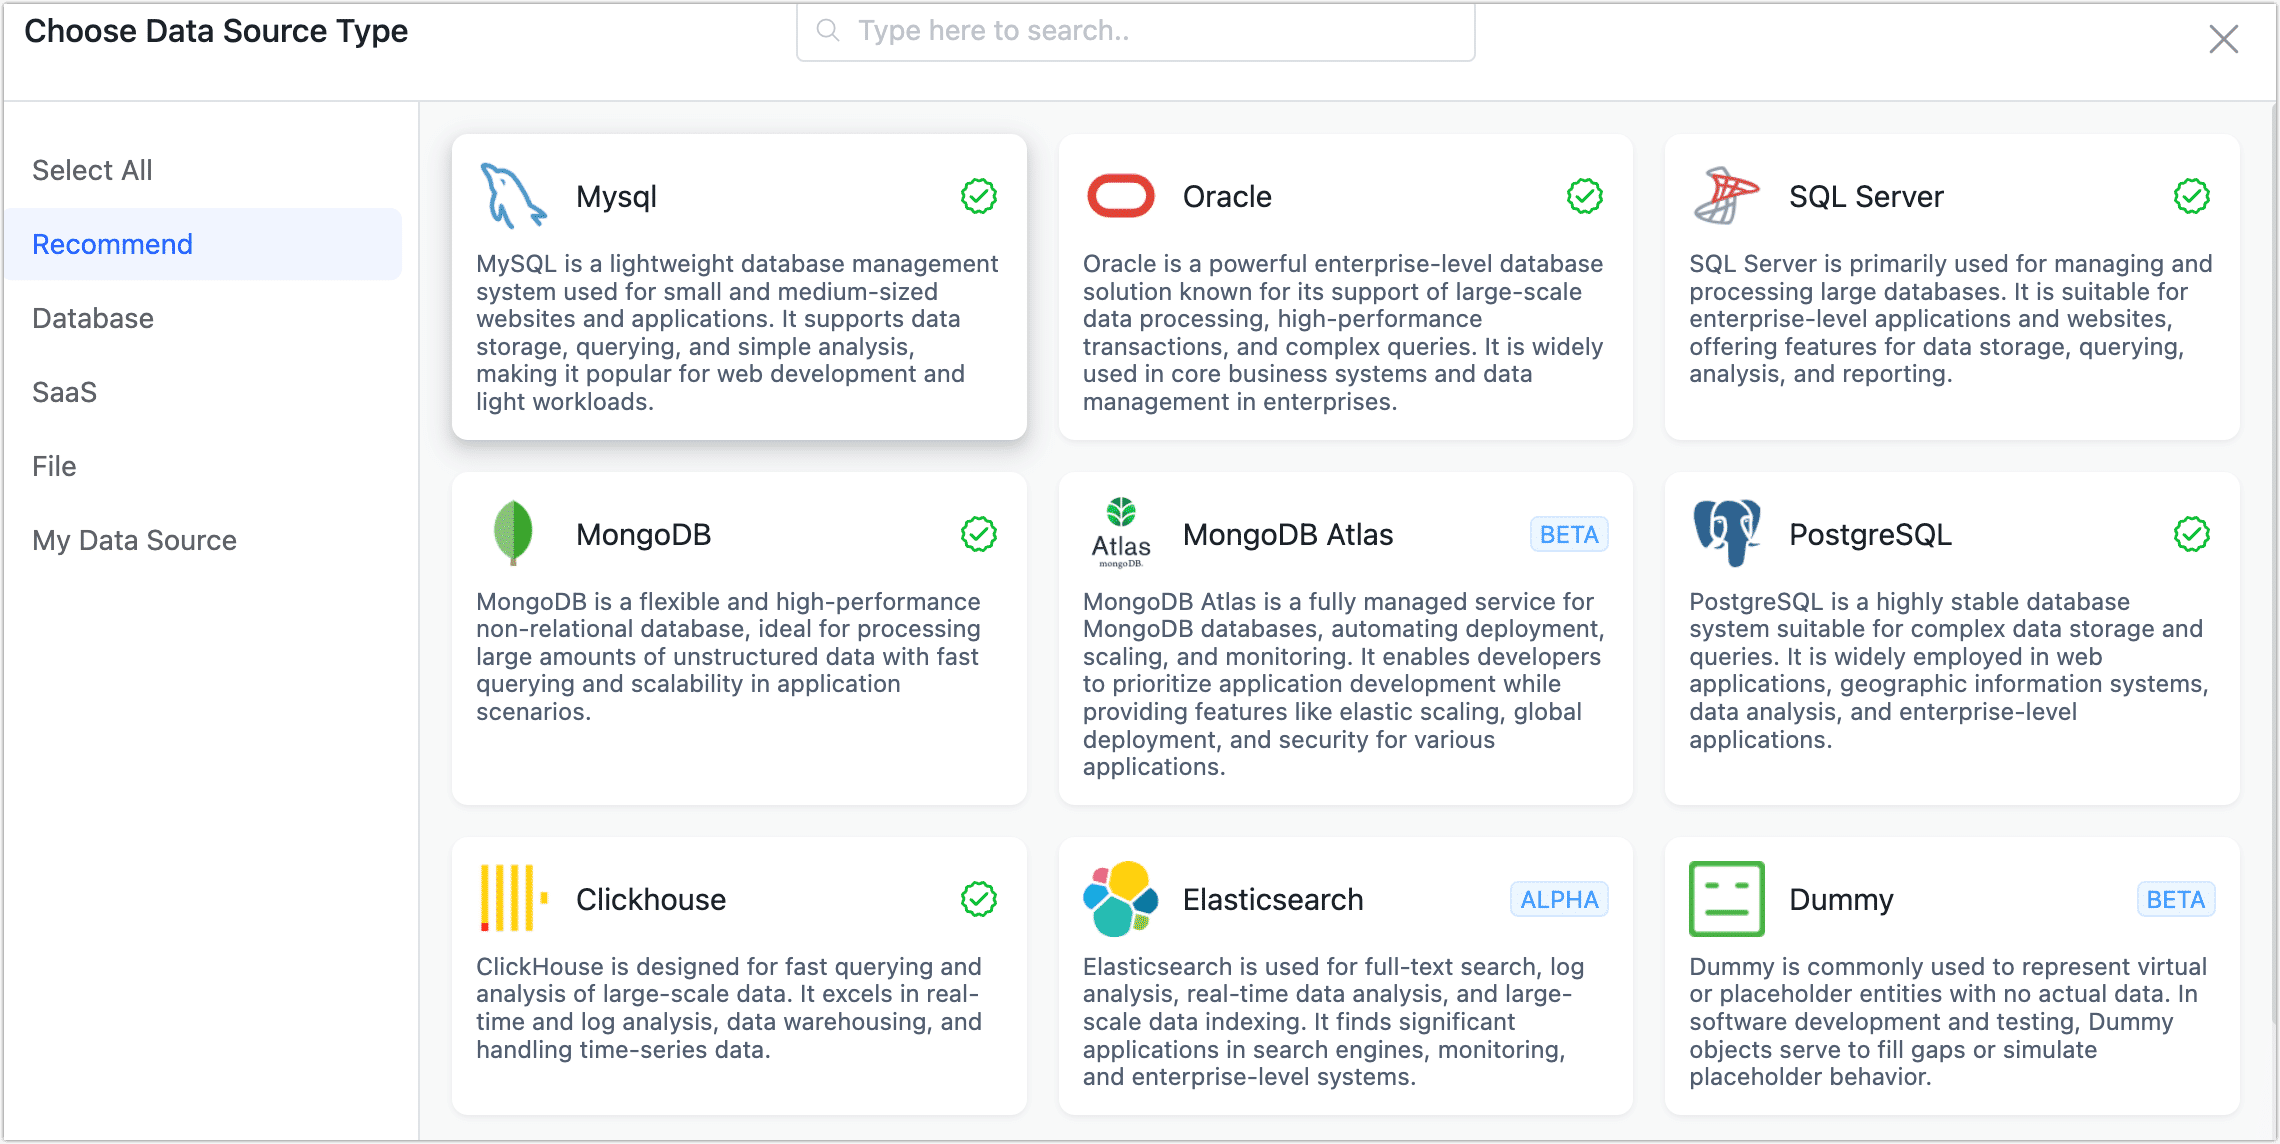 Choose Data Source Type
Type here to search..
Select All
Recommend
Database
SaaS
File
My Data Source
Mysql
MySQL is a lightweight database management
system used for small and medium-sized
websites and applications. It supports data
storage, querying, and simple analysis,
making it popular for web development and
light workloads.
Oracle
Oracle is a powerful enterprise-level database
solution known for its support of large-scale
data processing, high-performance
transactions, and complex queries. It is widely
used in core business systems and data
management in enterprises.
SQL Server
SQL Server is primarily used for managing and
processing large databases. It is suitable for
enterprise-level applications and websites,
offering features for data storage, querying,
analysis, and reporting.
MongoDB
MongoDB is a flexible and high-performance
non-relational database, ideal for processing
large amounts of unstructured data with fast
querying and scalability in application
scenarios.
Atlas
mongoDB.
MongoDB Atlas
BETA
MongoDB Atlas is a fully managed service for
MongoDB databases, automating deployment,
scaling, and monitoring. It enables developers
to prioritize application development while
providing features like elastic scaling, global
deployment, and security for various
applications.
PostgreSQL
PostgreSQL is a highly stable database
system suitable for complex data storage and
queries. It is widely employed in web
applications, geographic information systems,
data analysis, and enterprise-level
applications.
Clickhouse
ClickHouse is designed for fast querying and
analysis of large-scale data. It excels in real-
time and log analysis, data warehousing, and
handling time-series data.
Elasticsearch
ALPHA
Elasticsearch is used for full-text search, log
analysis, real-time data analysis, and large-
scale data indexing. It finds significant
applications in search engines, monitoring,
and enterprise-level systems.
Dummy
BETA
Dummy is commonly used to represent virtual
or placeholder entities with no actual data. In
software development and testing, Dummy
objects serve to fill gaps or simulate
placeholder behavior.